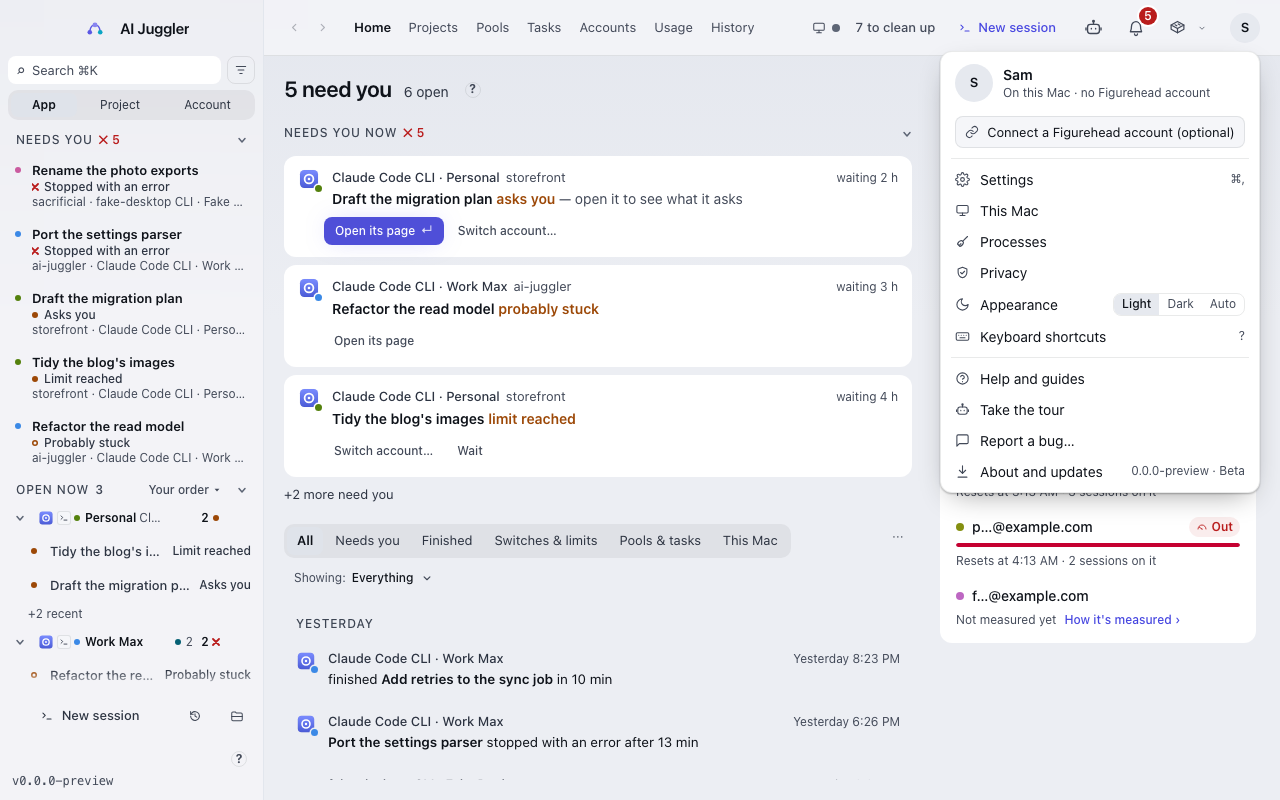 AI Juggler
Search ⌘K
App Project Account
NEEDS YOU 5
Rename the photo exports
Stopped with an error
sacrificial · fake-desktop CLI · Fake ...
Port the settings parser
Stopped with an error
ai-juggler · Claude Code CLI · Work ...
Draft the migration plan
Asks you
storefront · Claude Code CLI · Perso...
Tidy the blog's images
Limit reached
storefront · Claude Code CLI · Perso...
Refactor the read model
Probably stuck
ai-juggler · Claude Code CLI · Work ...
OPEN NOW 3 Your order
Personal Cl... 2
Tidy the blog's i... Limit reached
Draft the migration p... Asks you
+2 recent
Work Max 2 2
Refactor the re... Probably stuck
New session
?
v0.0.0-preview
Home Projects Pools Tasks Accounts Usage History
7 to clean up New session 5 S
5 need you 6 open ?
NEEDS YOU NOW 5
Claude Code CLI · Personal storefront waiting 2 h
Draft the migration plan asks you — open it to see what it asks
Open its page ↵ Switch account...
Claude Code CLI · Work Max ai-juggler waiting 3 h
Refactor the read model probably stuck
Open its page
Claude Code CLI · Personal storefront waiting 4 h
Tidy the blog's images limit reached
Switch account... Wait
+2 more need you
All Needs you Finished Switches & limits Pools & tasks This Mac ...
Showing: Everything
YESTERDAY
Claude Code CLI · Work Max Yesterday 8:23 PM
finished Add retries to the sync job in 10 min
Claude Code CLI · Work Max Yesterday 6:26 PM
Port the settings parser stopped with an error after 13 min
S Sam
On this Mac · no Figurehead account
Connect a Figurehead account (optional)
Settings ⌘,
This Mac
Processes
Privacy
Appearance Light Dark Auto
Keyboard shortcuts ?
Help and guides
Take the tour
Report a bug...
About and updates 0.0.0-preview · Beta
p...@example.com Out
Resets at 4:13 AM · 2 sessions on it
f...@example.com
Not measured yet How it's measured ›